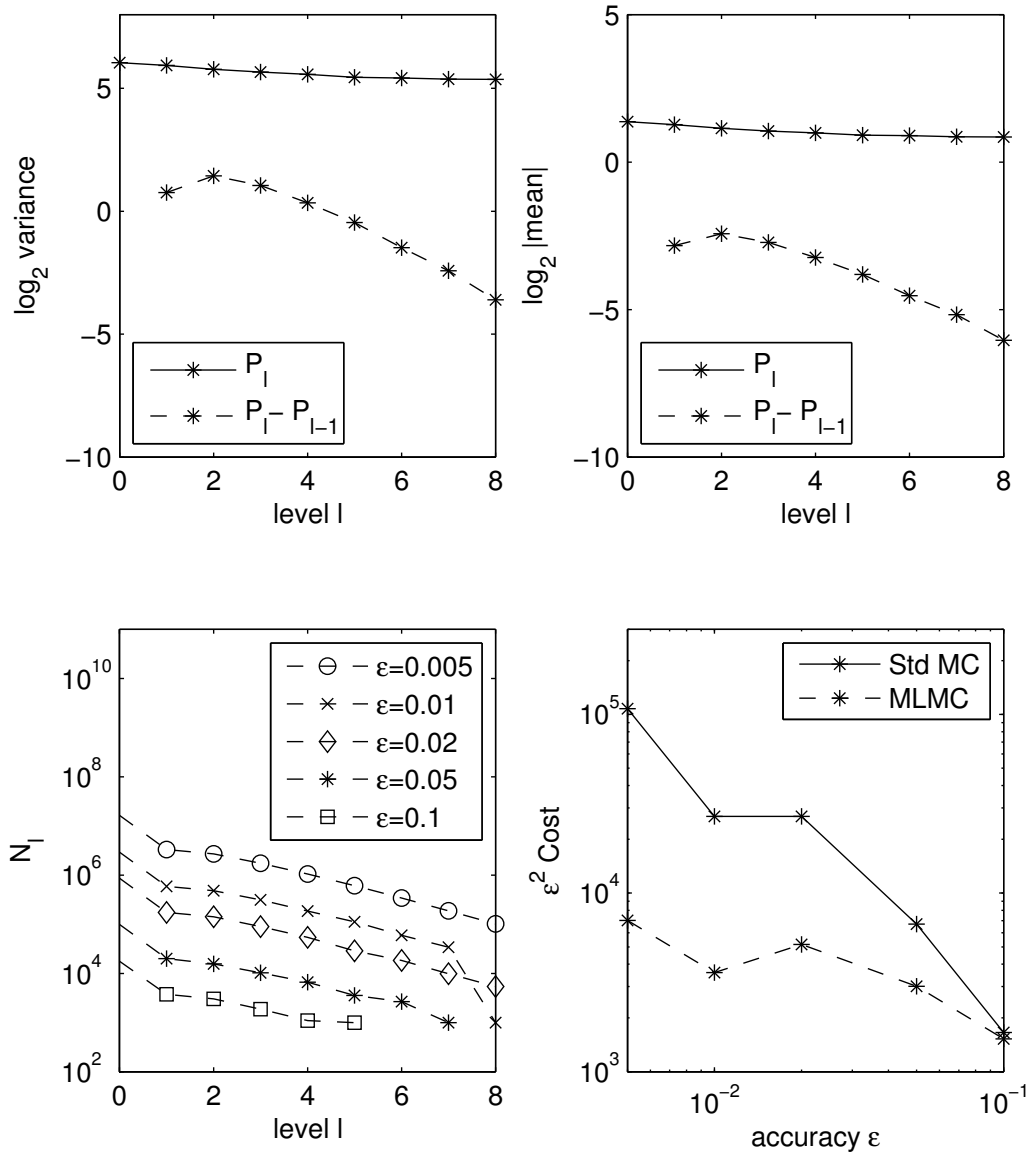 5
0
−5
−10
log2 variance
0 2 4 6 8
level l
P_l
P_l − P_l−1
5
0
−5
−10
log2 |mean|
0 2 4 6 8
level l
P_l
P_l − P_l−1
10^10
10^8
10^6
10^4
10^2
N_l
0 2 4 6 8
level l
ε=0.005
ε=0.01
ε=0.02
ε=0.05
ε=0.1
10^5
10^4
10^3
ε^2 Cost
10^−2 10^−1
accuracy ε
Std MC
MLMC